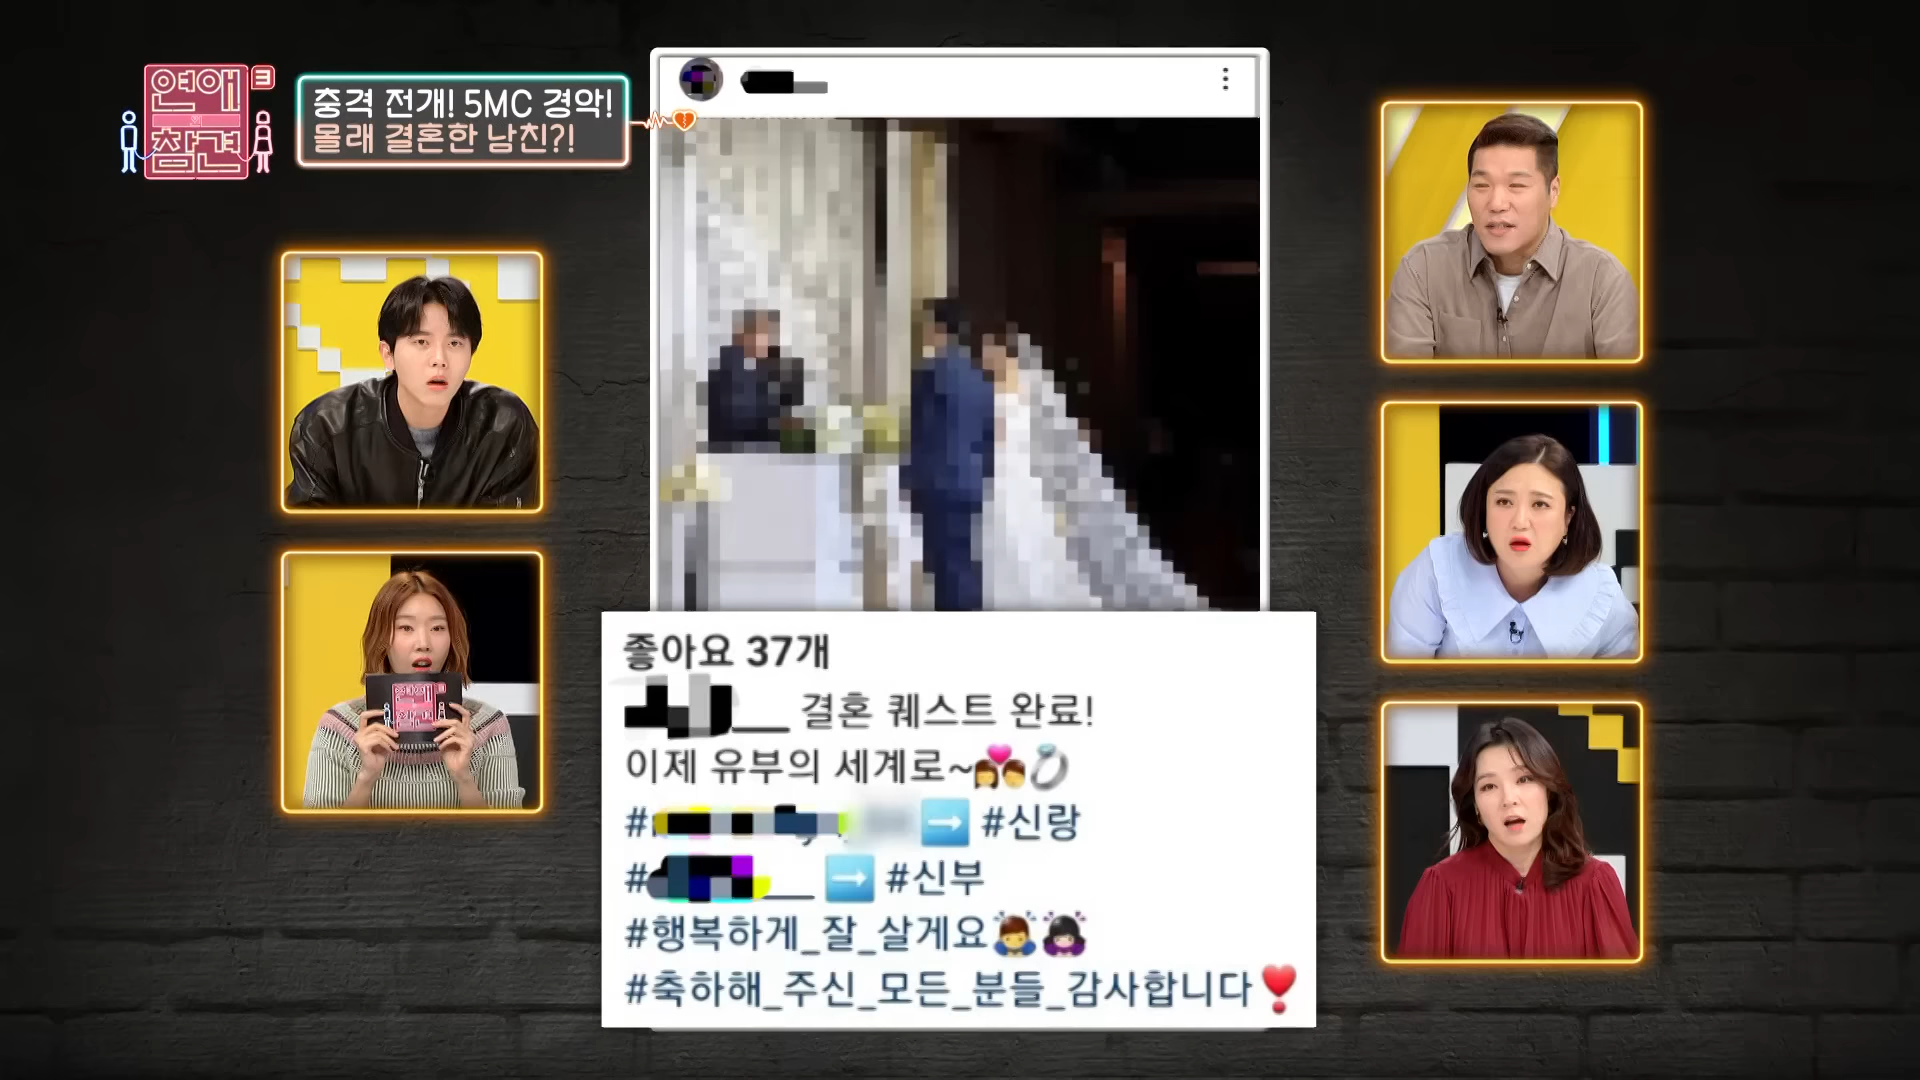 연애의 참견 3
충격 전개! 5MC 경악!
몰래 결혼한 남친?!
좋아요 37개
결혼 퀘스트 완료!
이제 유부의 세계로~💑💍
# ➡️ #신랑
# ➡️ #신부
#행복하게_잘_살게요🙇‍♂️🙇‍♀️
#축하해_주신_모든_분들_감사합니다❣️